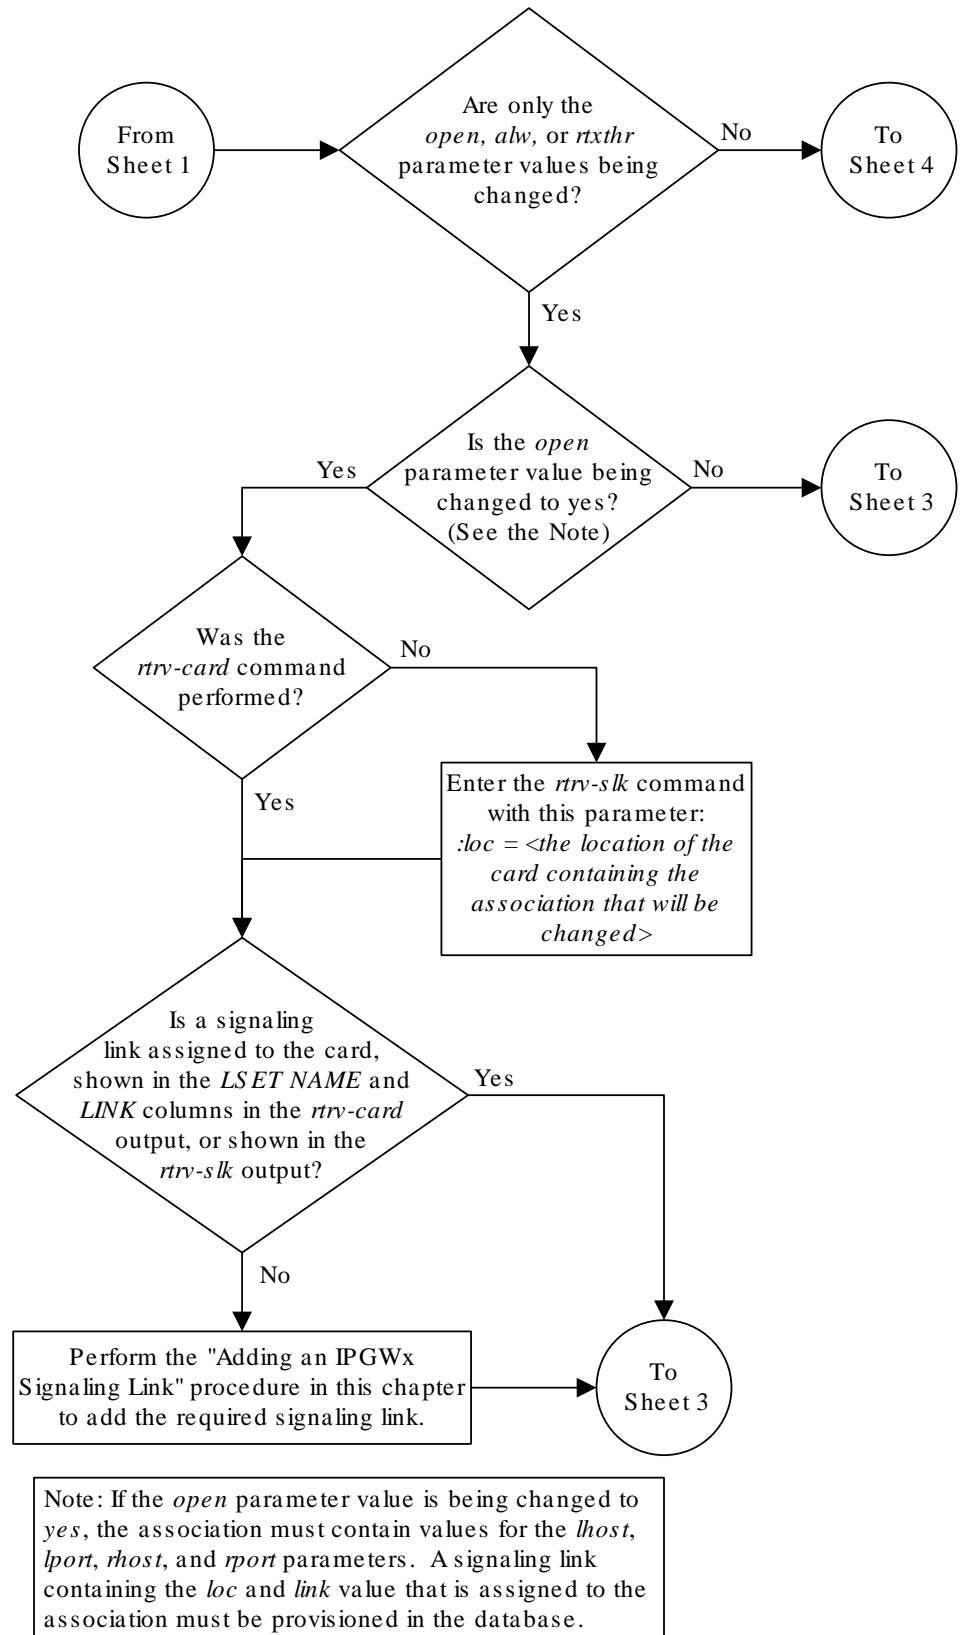 From
Sheet 1
Are only the
open, alw, or rtxthr
parameter values being
changed?
No
To
Sheet 4
Yes
Is the open
parameter value being
changed to yes?
(See the Note)
Yes
No
To
Sheet 3
Was the
rtrv-card command
performed?
No
Yes
Enter the rtrv-slk command
with this parameter:
:loc = <the location of the
card containing the
association that will be
changed>
Is a signaling
link assigned to the card,
shown in the LSET NAME and
LINK columns in the rtrv-card
output, or shown in the
rtrv-slk output?
Yes
No
Perform the "Adding an IPGWx
Signaling Link" procedure in this chapter
to add the required signaling link.
To
Sheet 3
Note: If the open parameter value is being changed to
yes, the association must contain values for the lhost,
lport, rhost, and rport parameters. A signaling link
containing the loc and link value that is assigned to the
association must be provisioned in the database.